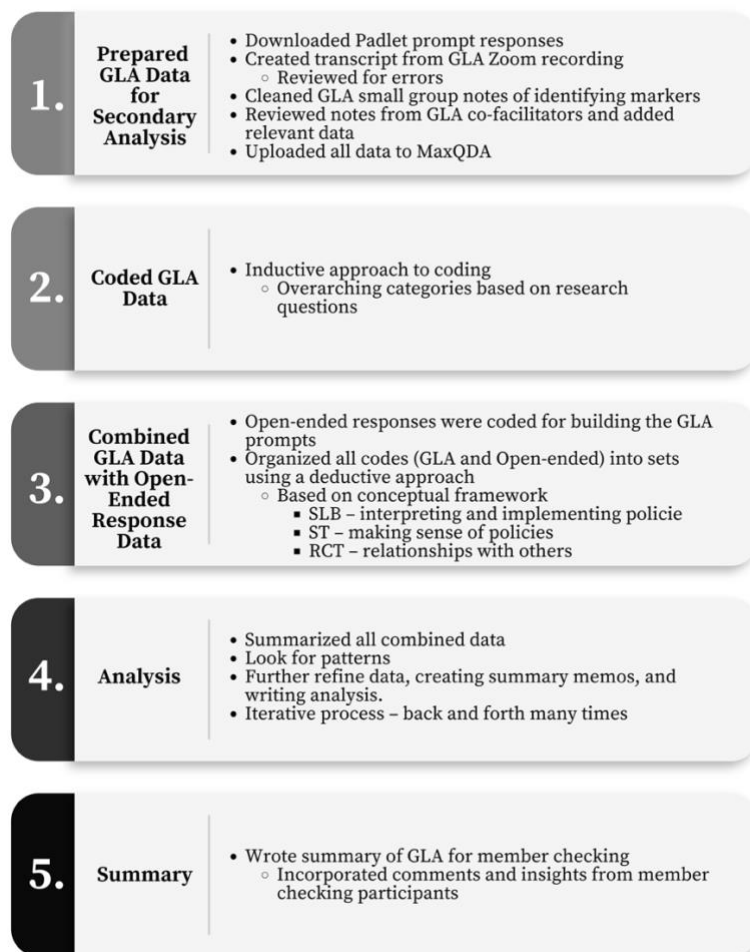 1.
Prepared
GLA Data
for
Secondary
Analysis
• Downloaded Padlet prompt responses
• Created transcript from GLA Zoom recording
○ Reviewed for errors
• Cleaned GLA small group notes of identifying markers
• Reviewed notes from GLA co-facilitators and added
relevant data
• Uploaded all data to MaxQDA
2.
Coded GLA
Data
• Inductive approach to coding
○ Overarching categories based on research
questions
3.
Combined
GLA Data
with Open-
Ended
Response
Data
• Open-ended responses were coded for building the GLA
prompts
• Organized all codes (GLA and Open-ended) into sets
using a deductive approach
○ Based on conceptual framework
▪ SLB – interpreting and implementing policie
▪ ST – making sense of policies
▪ RCT – relationships with others
4.
Analysis
• Summarized all combined data
• Look for patterns
• Further refine data, creating summary memos, and
writing analysis.
• Iterative process – back and forth many times
5.
Summary
• Wrote summary of GLA for member checking
○ Incorporated comments and insights from member
checking participants